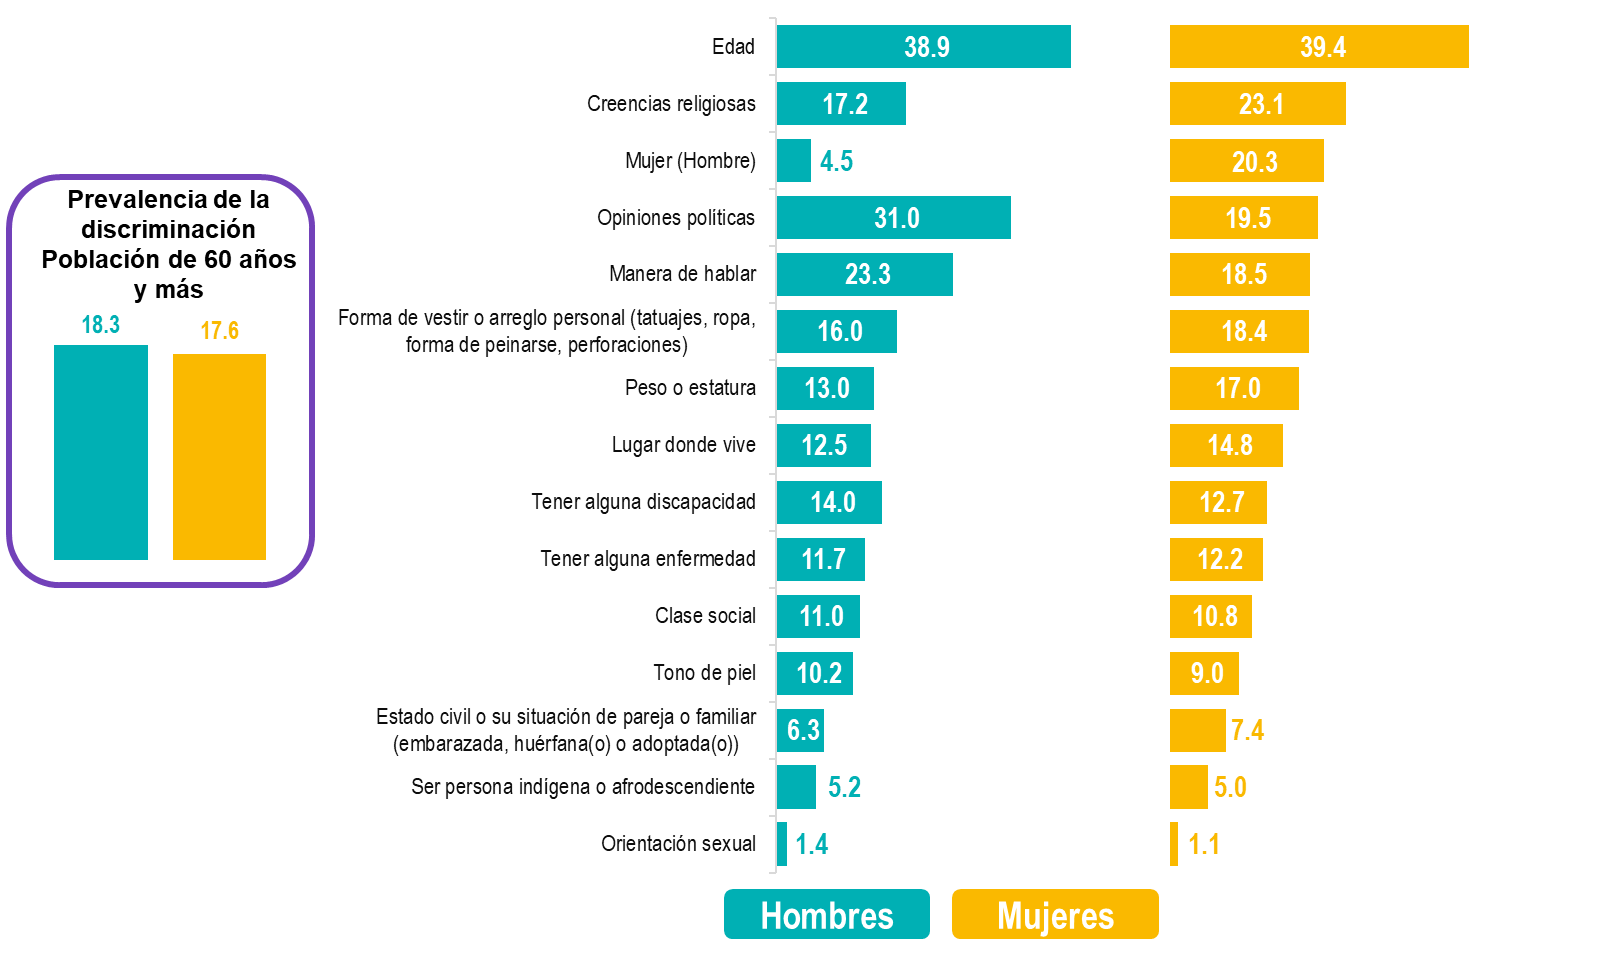 Prevalencia de la
discriminación
Población de 60 años
y más
18.3
17.6
Edad 38.9 39.4
Creencias religiosas 17.2 23.1
Mujer (Hombre) 4.5 20.3
Opiniones políticas 31.0 19.5
Manera de hablar 23.3 18.5
Forma de vestir o arreglo personal (tatuajes, ropa,
forma de peinarse, perforaciones) 16.0 18.4
Peso o estatura 13.0 17.0
Lugar donde vive 12.5 14.8
Tener alguna discapacidad 14.0 12.7
Tener alguna enfermedad 11.7 12.2
Clase social 11.0 10.8
Tono de piel 10.2 9.0
Estado civil o su situación de pareja o familiar
(embarazada, huérfana(o) o adoptada(o)) 6.3 7.4
Ser persona indígena o afrodescendiente 5.2 5.0
Orientación sexual 1.4 1.1
Hombres Mujeres